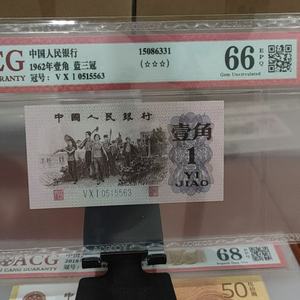 CG
中国人民银行
1962年壹角 蓝三冠
冠号: V X I 0515563
15086331
(☆☆☆)
66 EPQ
Gem Uncirculated
中國人民銀行
壹角
1
YI
JIAO
V X I 0515563
ACG
68
50